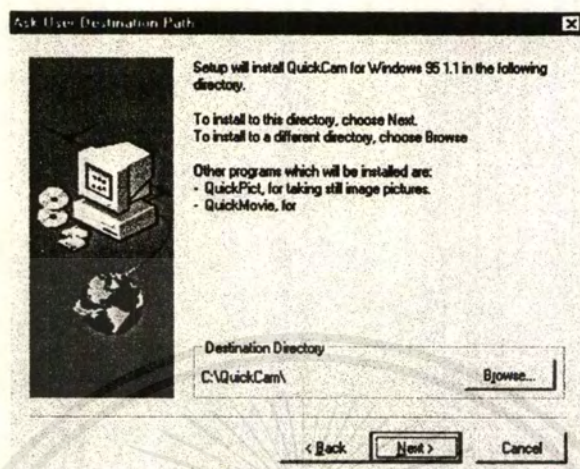 Ask User Destination Path
Setup will install QuickCam for Windows 95 1.1 in the following
directory.
To install to this directory, choose Next.
To install to a different directory, choose Browse
Other programs which will be installed are:
- QuickPict, for taking still image pictures.
- QuickMovie, for
Destination Directory
C:\QuickCam\
Browse...
< Back
Next >
Cancel